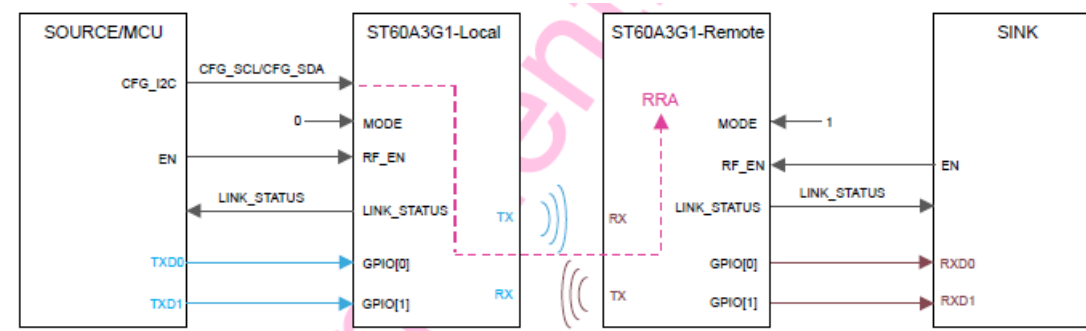 SOURCE/MCU
ST60A3G1-Local
ST60A3G1-Remote
SINK
CFG_I2C
CFG_SCL/CFG_SDA
RRA
0
MODE
MODE
1
EN
RF_EN
RF_EN
EN
LINK_STATUS
LINK_STATUS
TX
RX
LINK_STATUS
LINK_STATUS
TXD0
GPIO[0]
GPIO[0]
RXD0
TXD1
GPIO[1]
RX
TX
GPIO[1]
RXD1